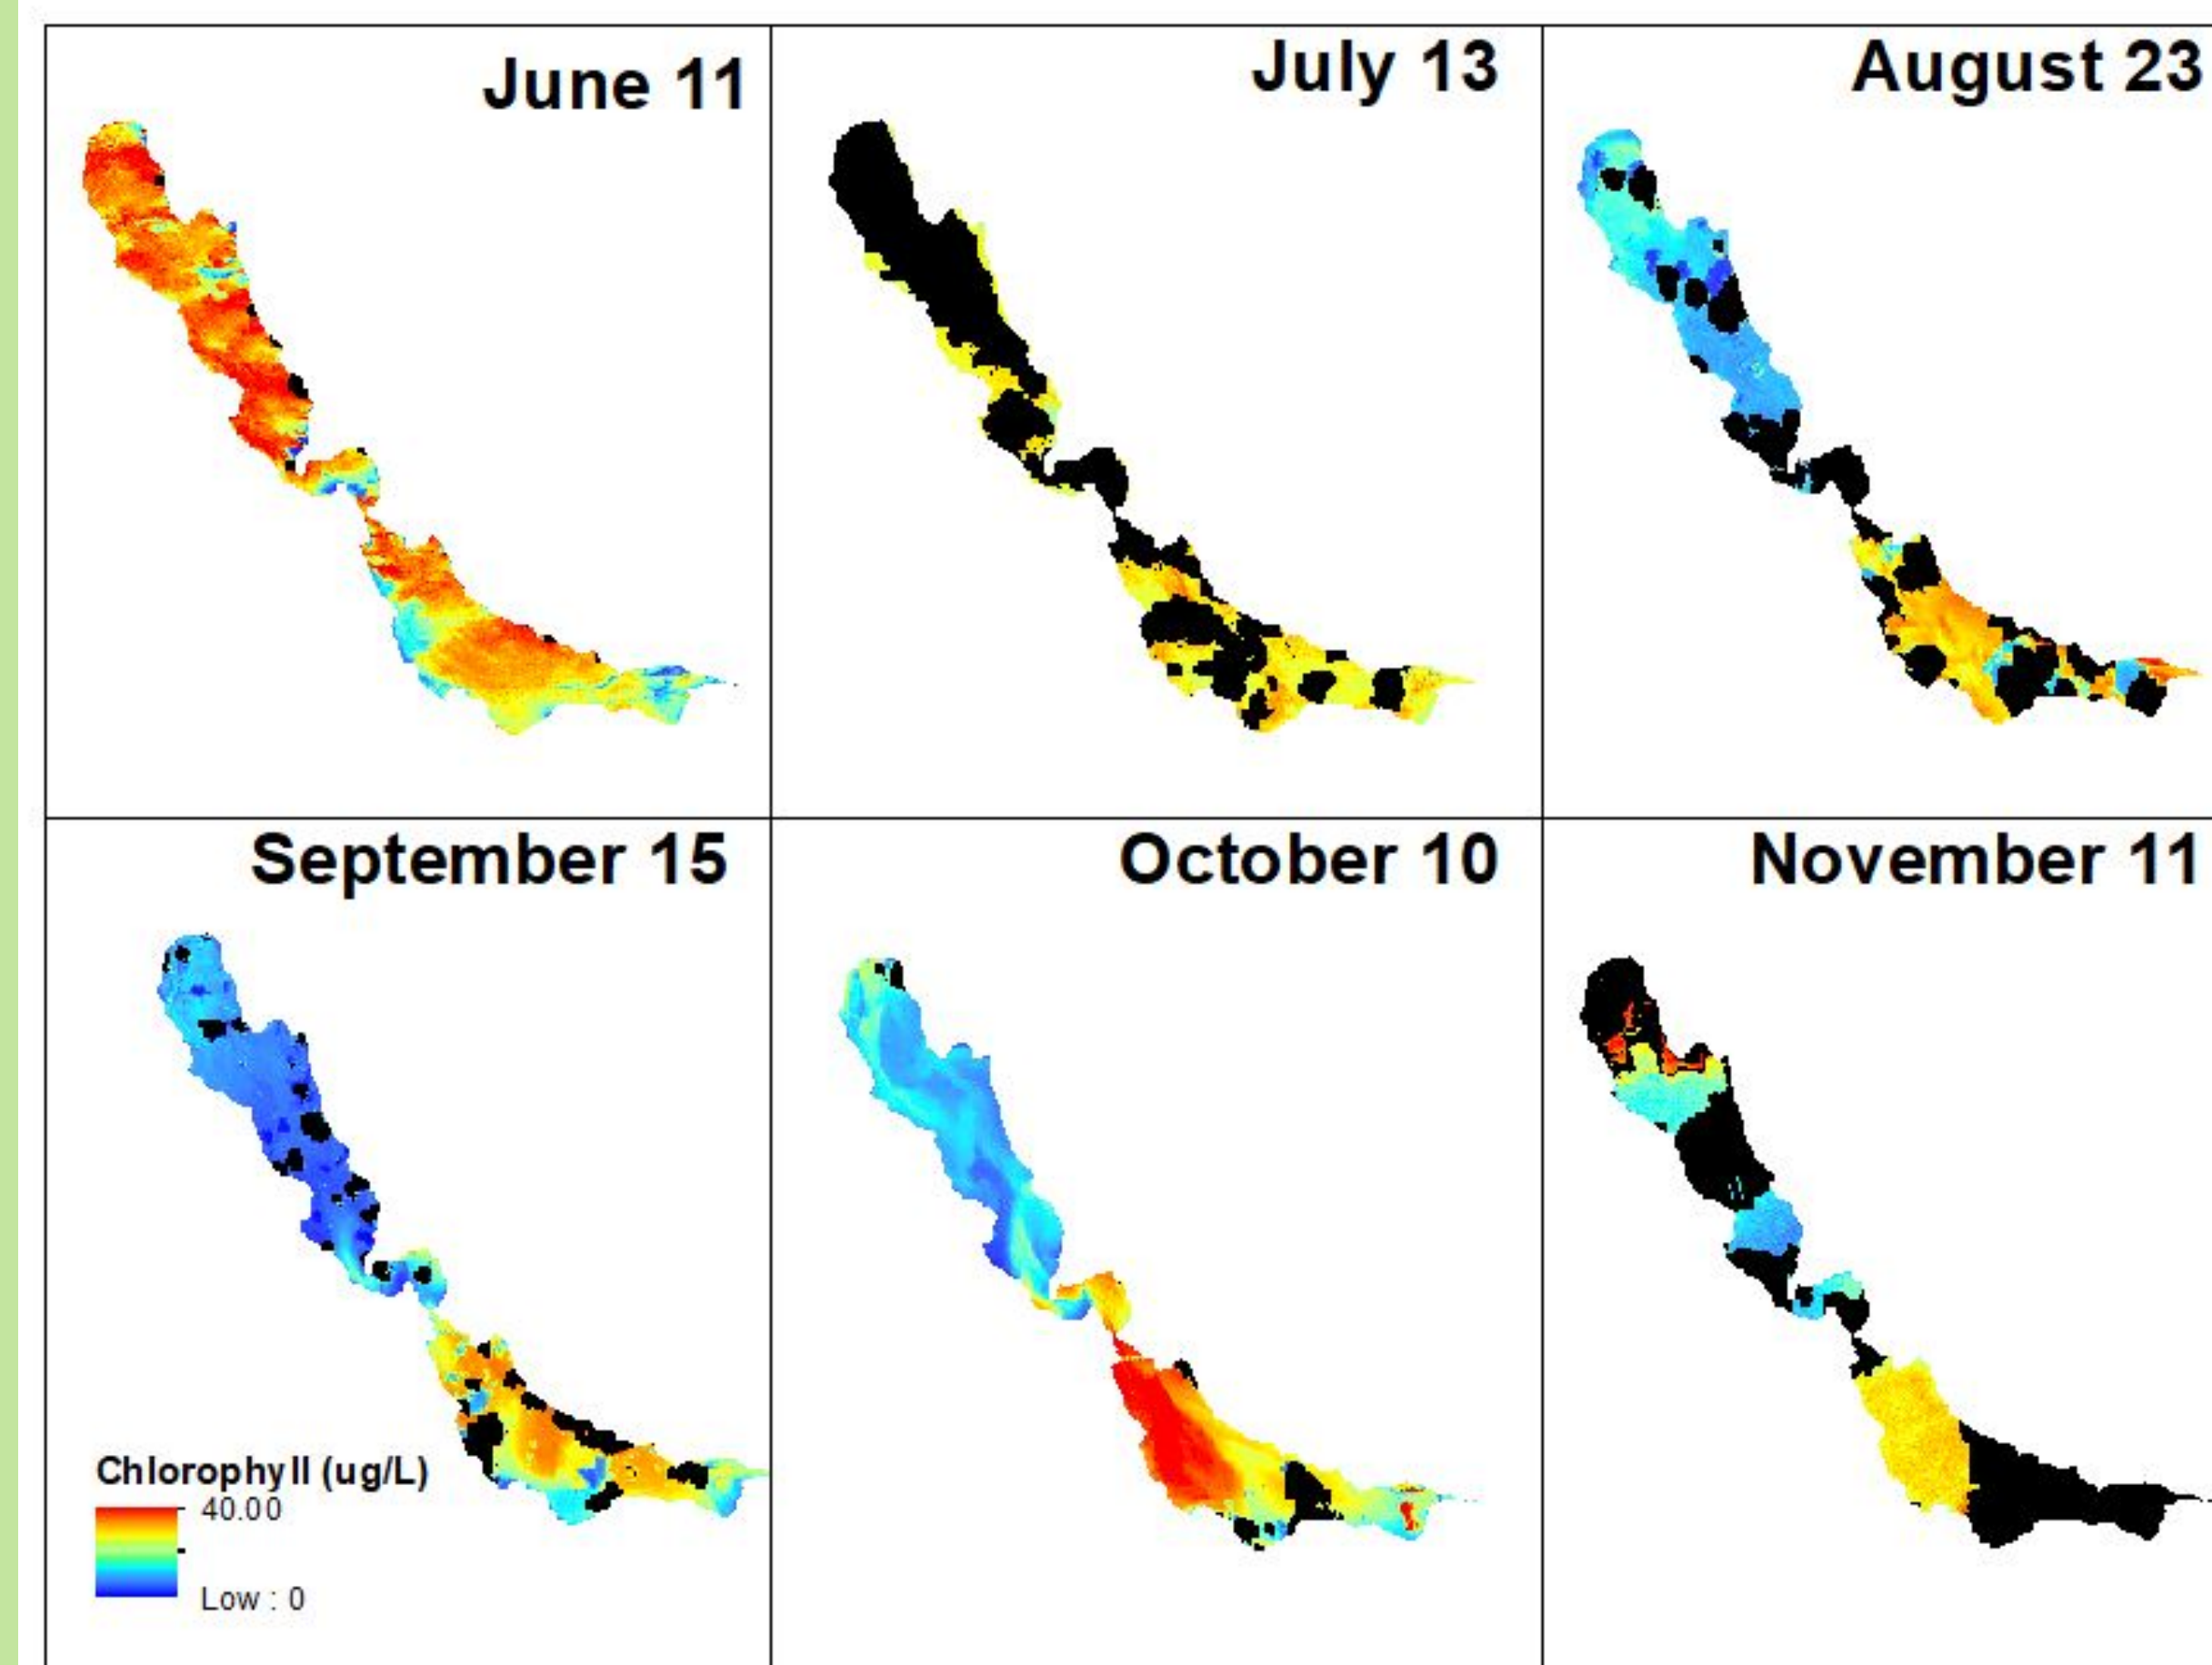 June 11
July 13
August 23
September 15
October 10
November 11
Chlorophyll (ug/L)
40.00
Low : 0